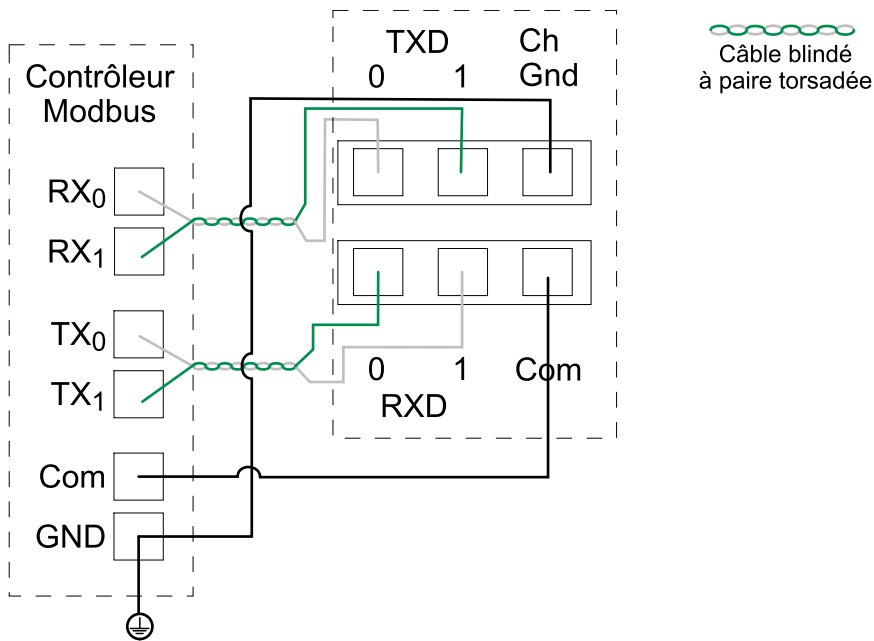 Contrôleur
Modbus
RX0
RX1
TX0
TX1
Com
GND
TXD
0 1
Ch
Gnd
0 1 Com
RXD
Câble blindé
à paire torsadée